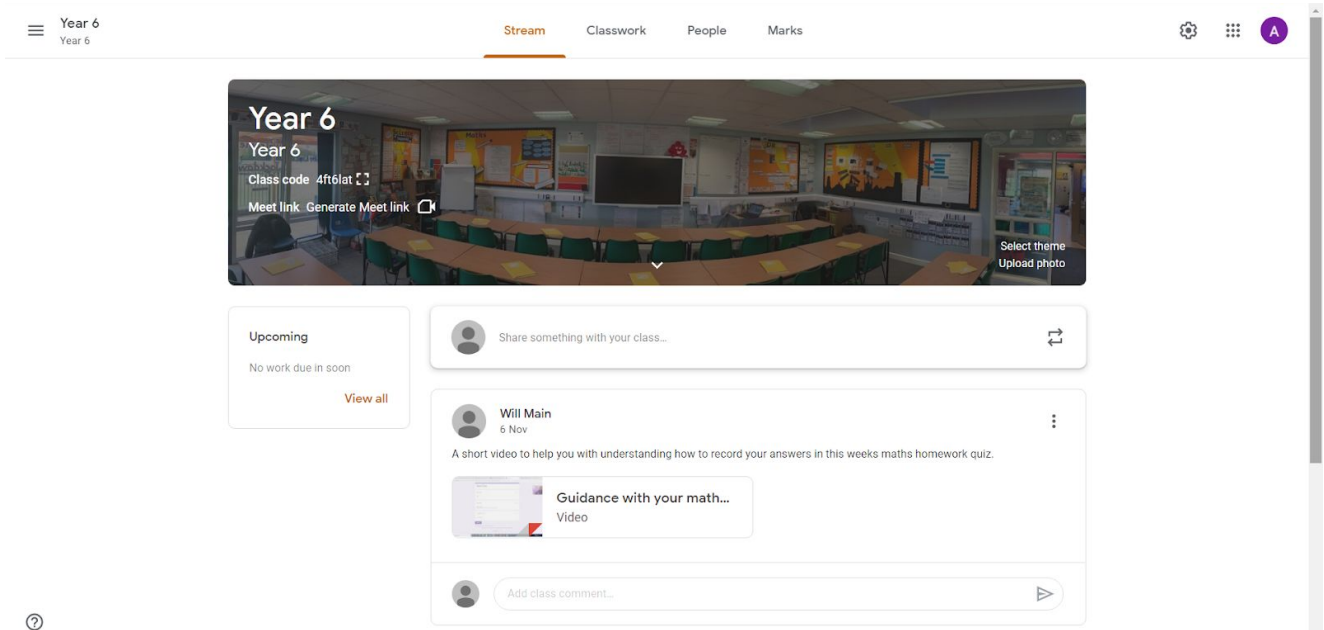 Year 6
Year 6
Stream
Classwork
People
Marks
A
Year 6
Year 6
Class code 4ft6lat
Meet link Generate Meet link
Maths
Select theme
Upload photo
Upcoming
No work due in soon
View all
Share something with your class...
Will Main
6 Nov
A short video to help you with understanding how to record your answers in this weeks maths homework quiz.
Guidance with your math...
Video
Add class comment...